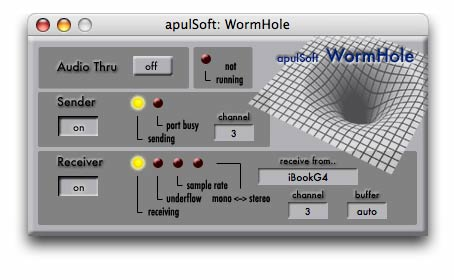 apulSoft: WormHole
Audio Thru off
not
running
apulSoft WormHole
Sender
on
sending
port busy
channel
3
Receiver
on
receiving
underflow
sample rate
mono <-> stereo
receive from..
iBookG4
channel
3
buffer
auto